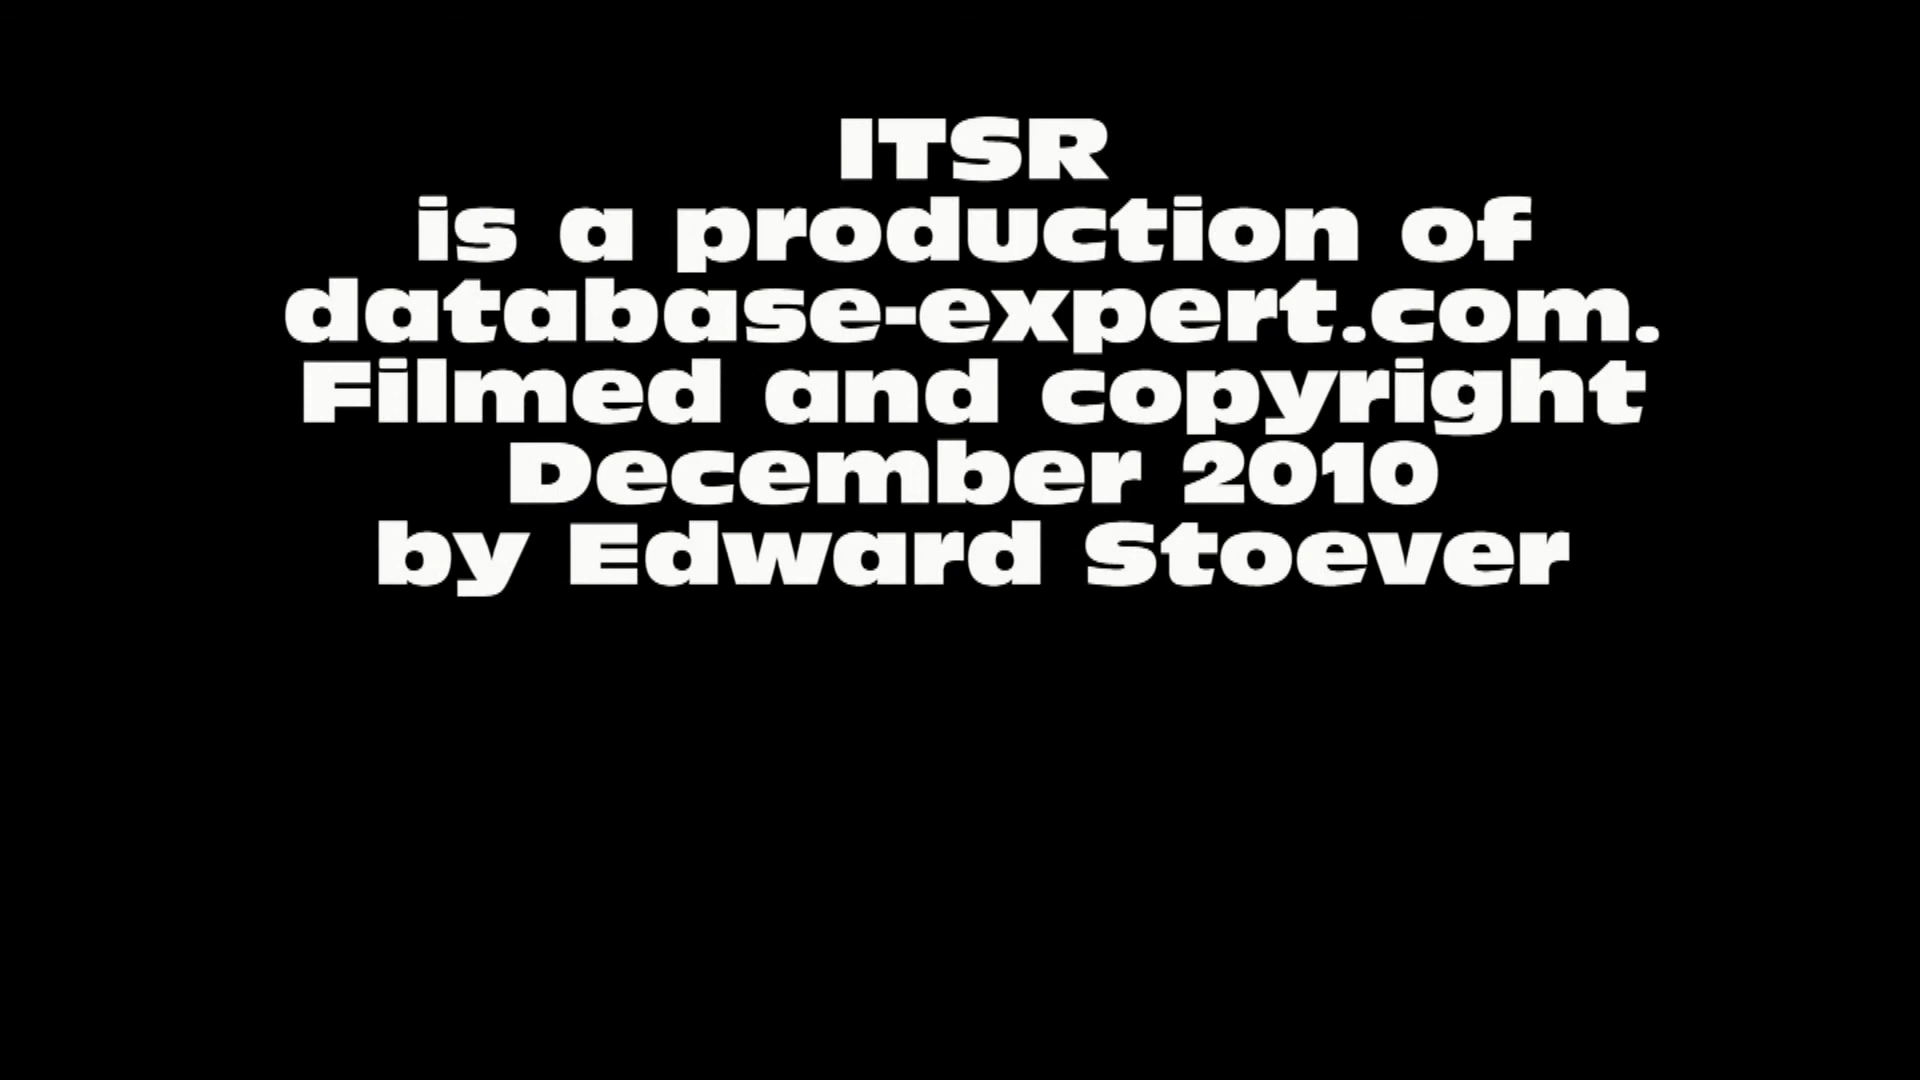 ITSR
is a production of
database-expert.com.
Filmed and copyright
December 2010
by Edward Stoever